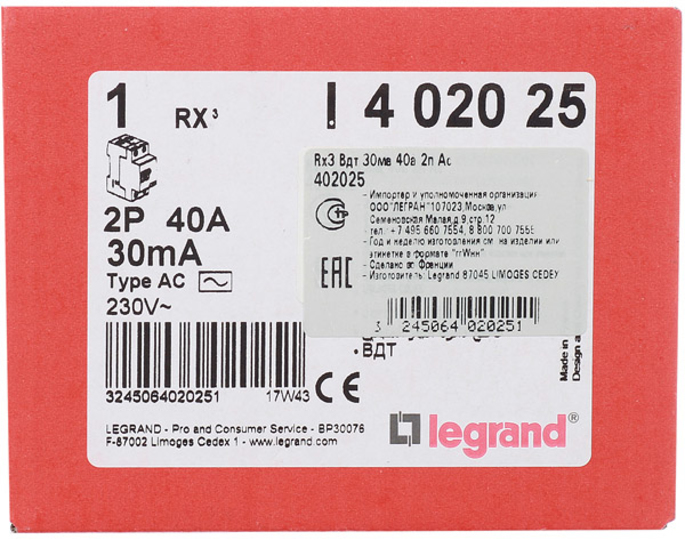 1 RX³ 4 020 25
Rx3 Вдт 30мв 40а 2п Ас
402025
- Импортер и уполномоченная организация
ООО"ЛЕГРАН"107023,Москва,ул
Семеновская Малая,д 9,стр.12
- тел.: +7 495 660 7554, 8 800 700 7555
- Год и неделю изготовления см. на изделии или
этикетке в формате "ггWнн"
- Сделано во Франции
- Изготовитель: Legrand 87045 LIMOGES CEDEX
EAC
3 245064 020251
2P 40A
30mA
Type AC
230V~
• ВДТ
3245064020251 17W43 CE
LEGRAND - Pro and Consumer Service - BP30076
F-87002 Limoges Cedex 1 - www.legrand.com
legrand®
Made in
Design a